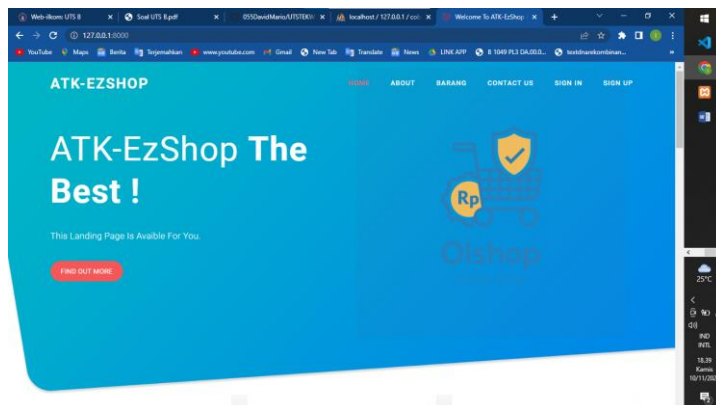 Web-ilkom: UTS B
Soal UTS B.pdf
localhost / 127.0.0.1 /
Welcome To ATK-EzShop
127.0.0.1:8000
YouTube Maps Berita Terjemahkan www.youtube.com Gmail New Tab Translate News LINK APP
ATK-EZSHOP
HOME ABOUT BARANG CONTACT US SIGN IN SIGN UP
ATK-EzShop The
Best !
This Landing Page Is Avaible For You.
FIND OUT MORE
Rp
Olshop
25°C
IND
INTL
18.39
Kamis
10/11/202